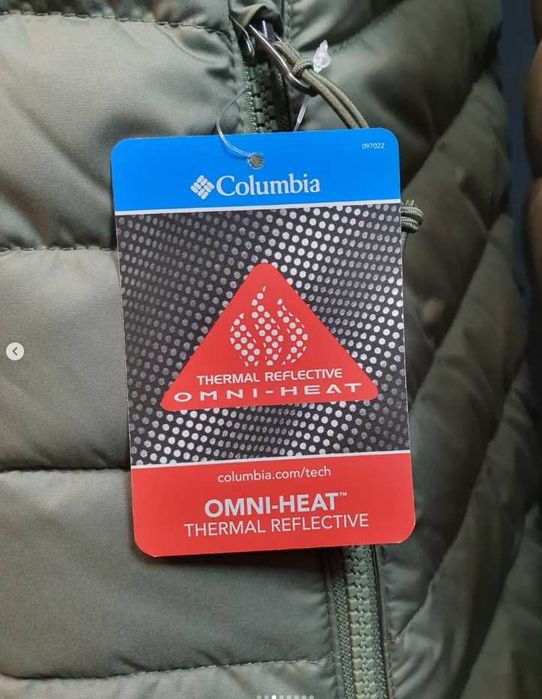 097022
Columbia
THERMAL REFLECTIVE
OMNI-HEAT
columbia.com/tech
OMNI-HEAT™
THERMAL REFLECTIVE